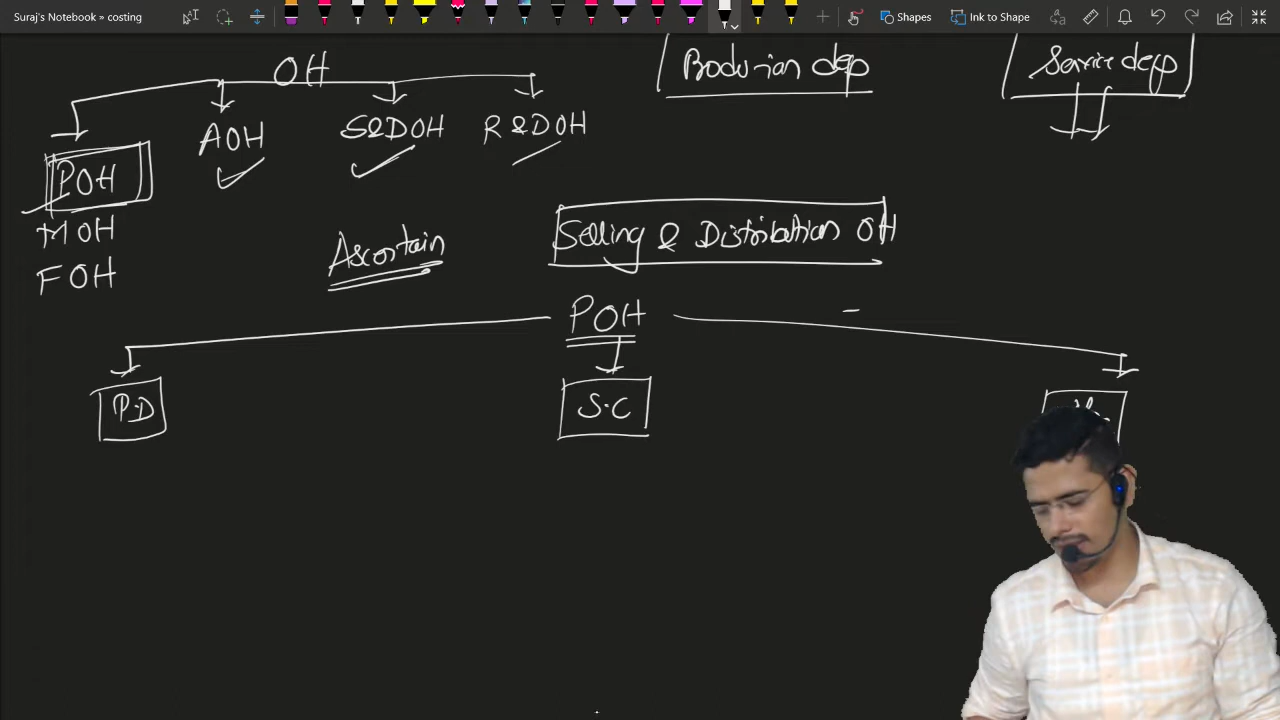 Suraj's Notebook » costing
Shapes
Ink to Shape
OH
AOH
S&DOH
R&DOH
POH
MOH
FOH
dep
Service dep
Ascertain
Selling & Distribution OH
POH
P.D
S.C